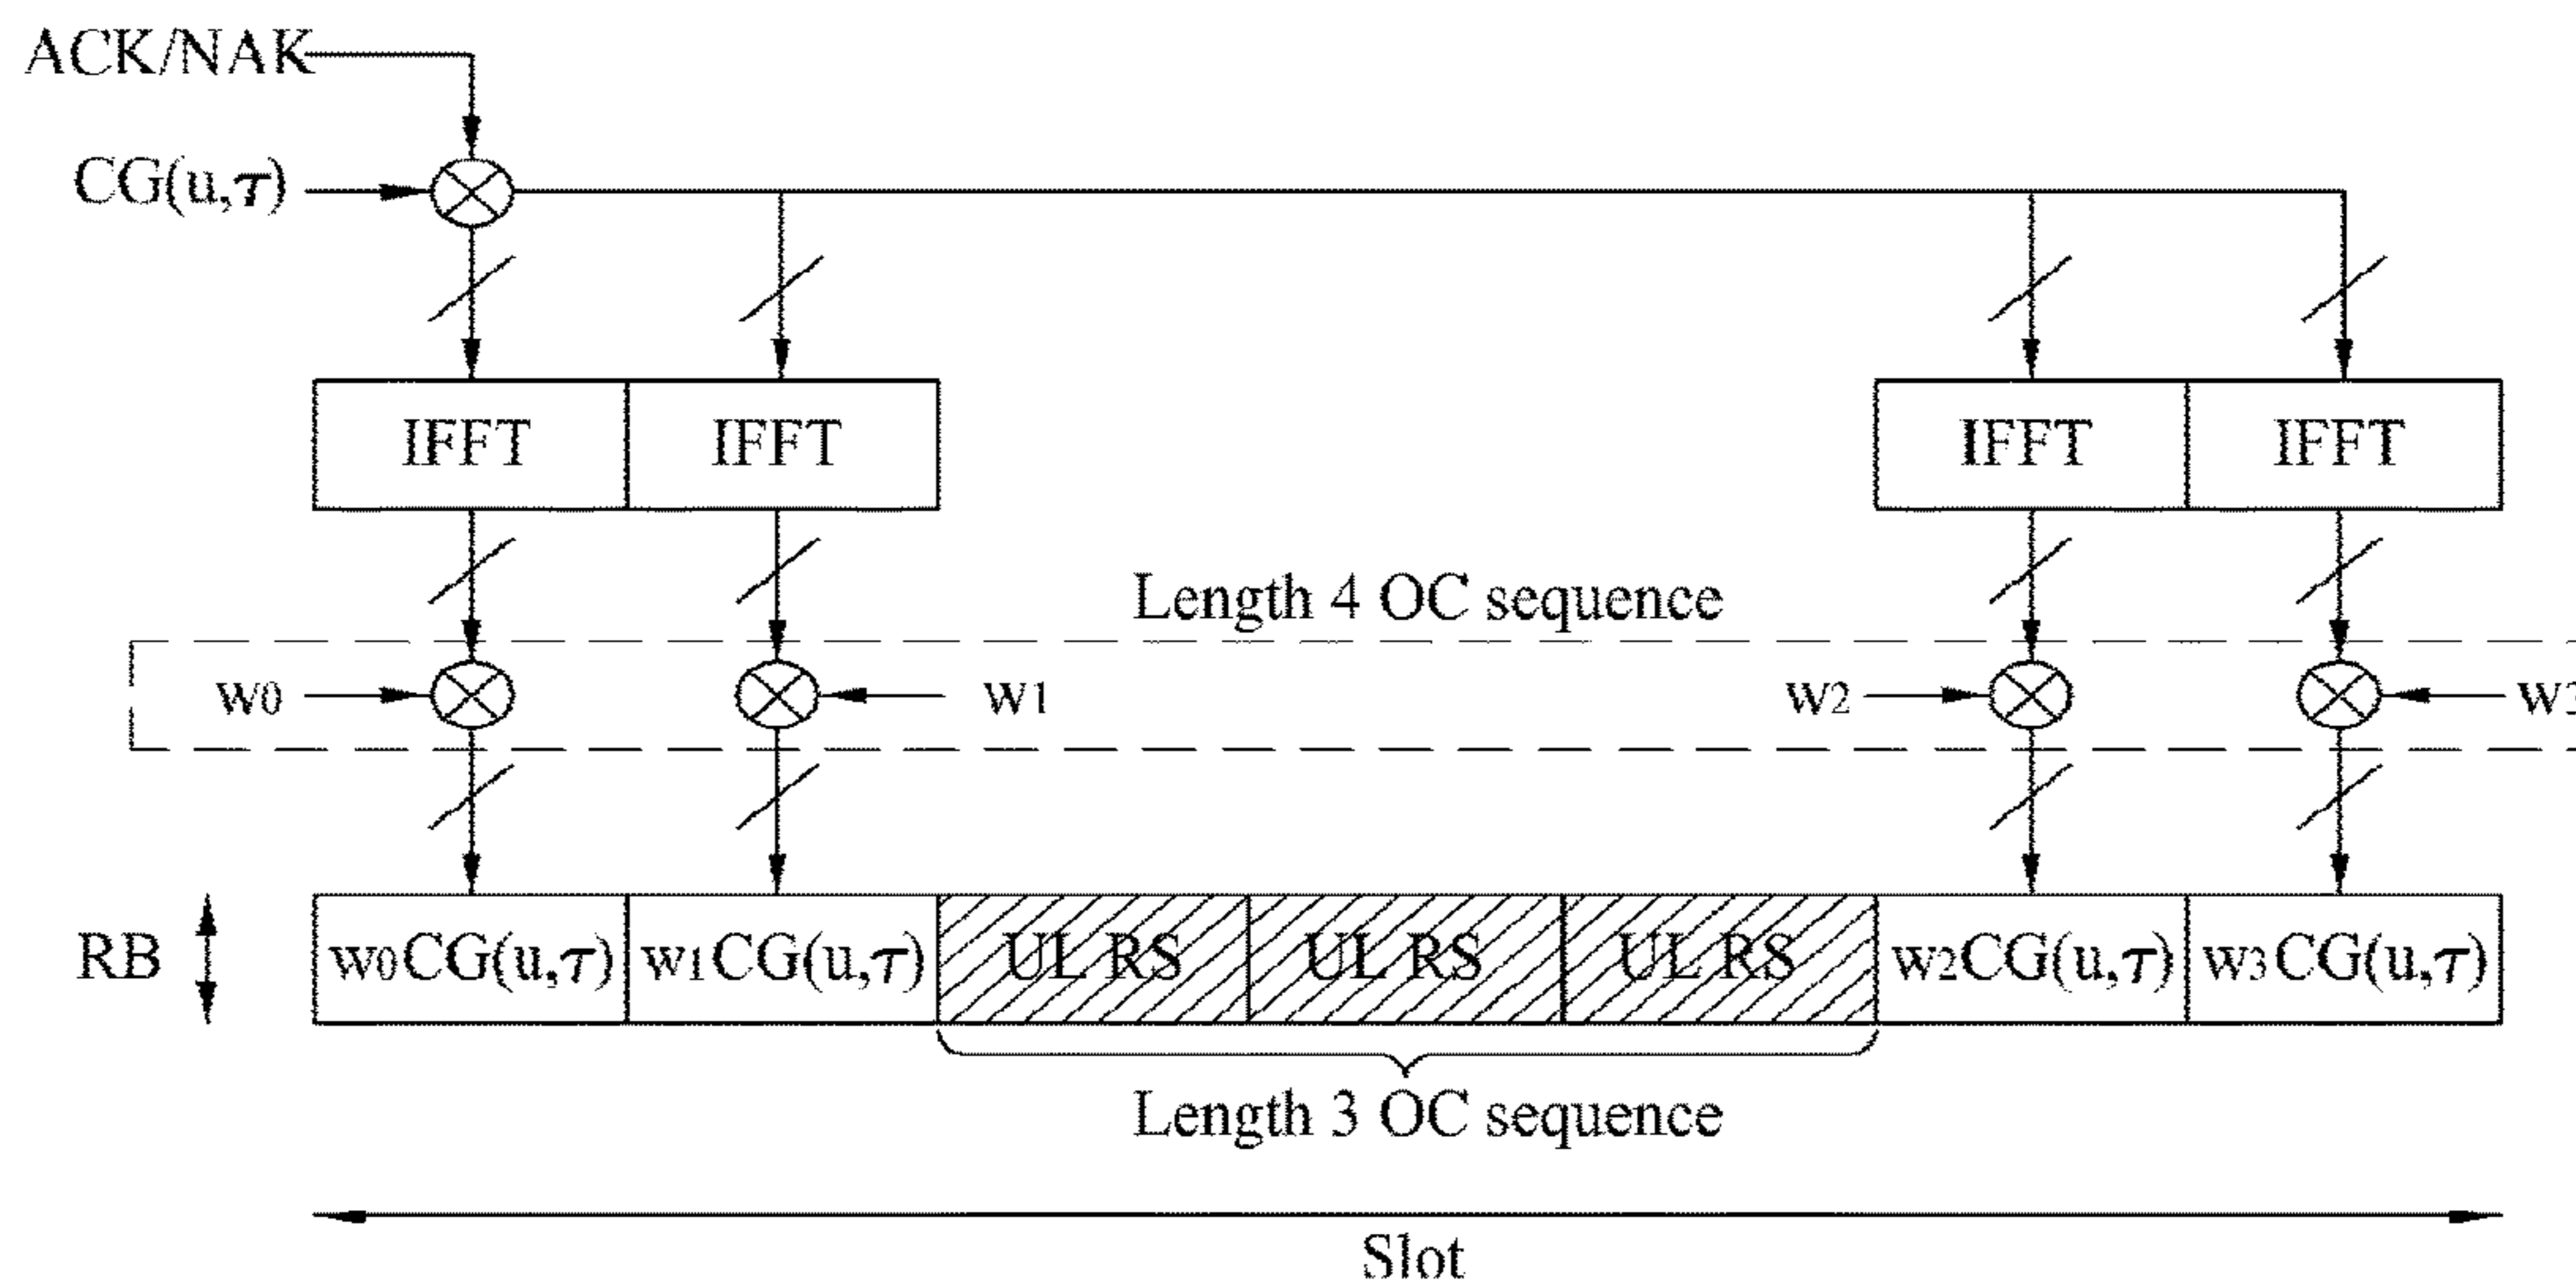 ACK/NAK
CG(u,τ)
IFFT IFFT IFFT IFFT
Length 4 OC sequence
w0 w1 w2 w3
RB w0CG(u,τ) w1CG(u,τ) UL RS UL RS UL RS w2CG(u,τ) w3CG(u,τ)
Length 3 OC sequence
Slot